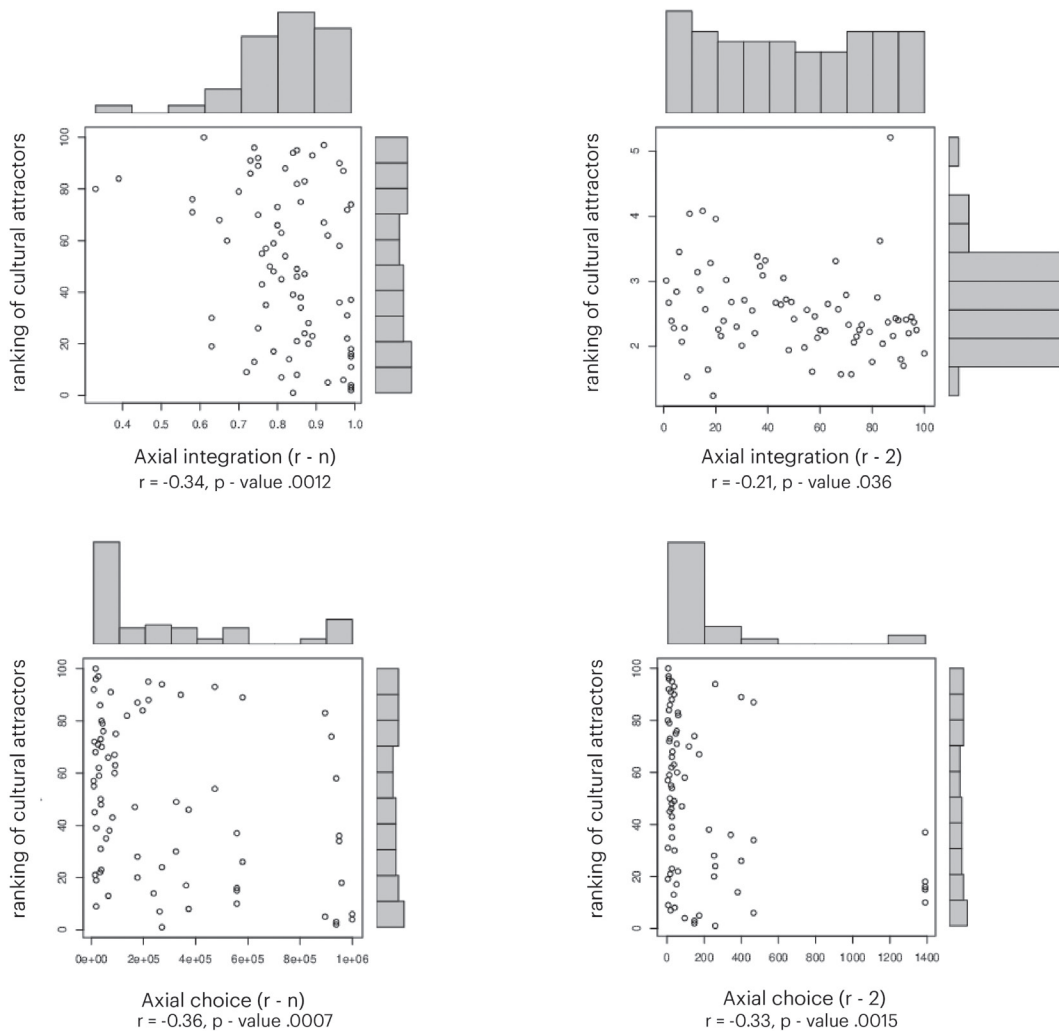 ranking of cultural attractors
100
80
60
40
20
0
0.4 0.5 0.6 0.7 0.8 0.9 1.0
Axial integration (r - n)
r = -0.34, p - value .0012
ranking of cultural attractors
5
4
3
2
0 20 40 60 80 100
Axial integration (r - 2)
r = -0.21, p - value .036
ranking of cultural attractors
100
80
60
40
20
0
0e+00 2e+05 4e+05 6e+05 8e+05 1e+06
Axial choice (r - n)
r = -0.36, p - value .0007
ranking of cultural attractors
100
80
60
40
20
0
0 200 400 600 800 1000 1200 1400
Axial choice (r - 2)
r = -0.33, p - value .0015